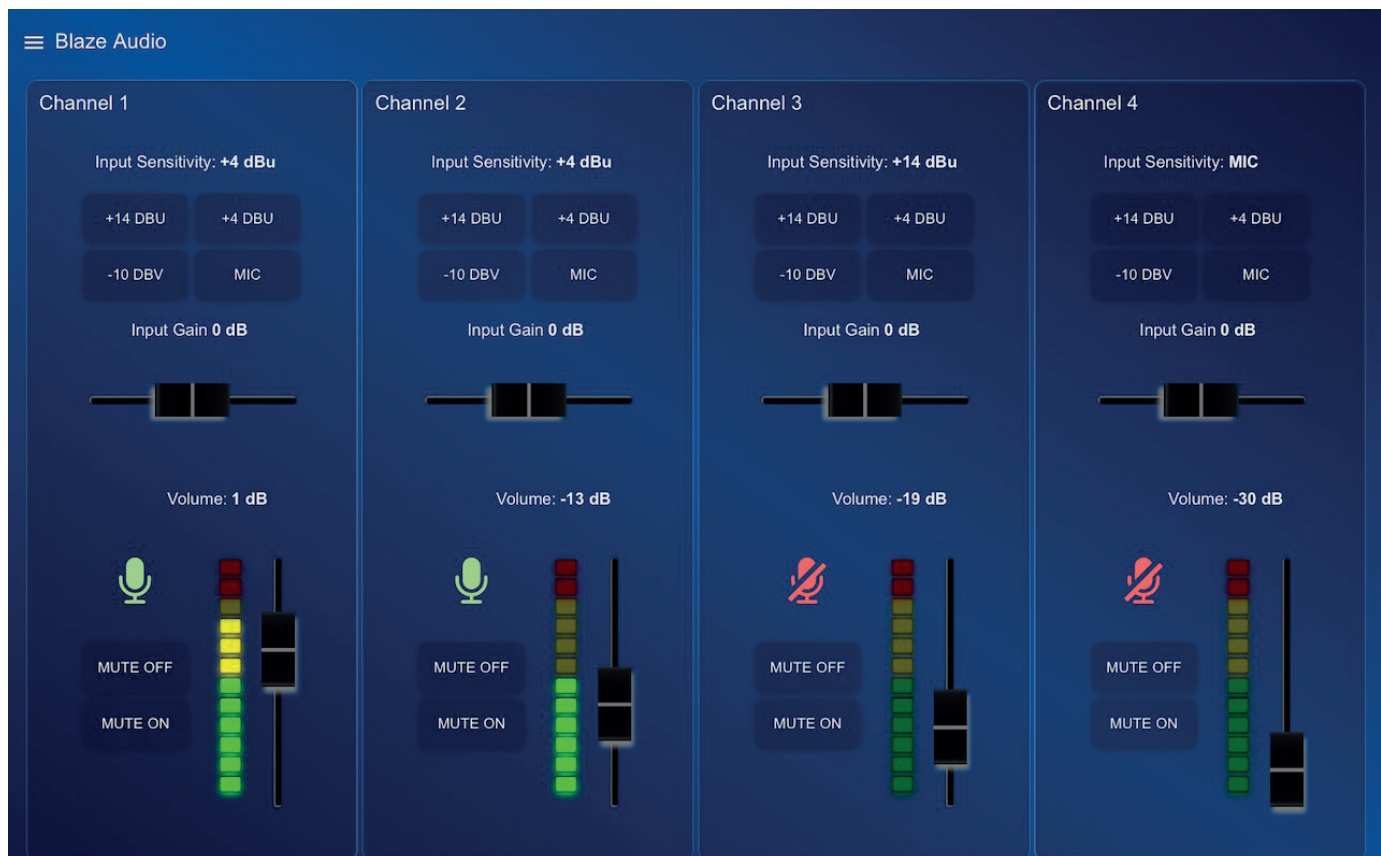 Blaze Audio
Channel 1
Input Sensitivity: +4 dBu
+14 DBU +4 DBU
-10 DBV MIC
Input Gain 0 dB
Volume: 1 dB
MUTE OFF
MUTE ON
Channel 2
Input Sensitivity: +4 dBu
+14 DBU +4 DBU
-10 DBV MIC
Input Gain 0 dB
Volume: -13 dB
MUTE OFF
MUTE ON
Channel 3
Input Sensitivity: +14 dBu
+14 DBU +4 DBU
-10 DBV MIC
Input Gain 0 dB
Volume: -19 dB
MUTE OFF
MUTE ON
Channel 4
Input Sensitivity: MIC
+14 DBU +4 DBU
-10 DBV MIC
Input Gain 0 dB
Volume: -30 dB
MUTE OFF
MUTE ON